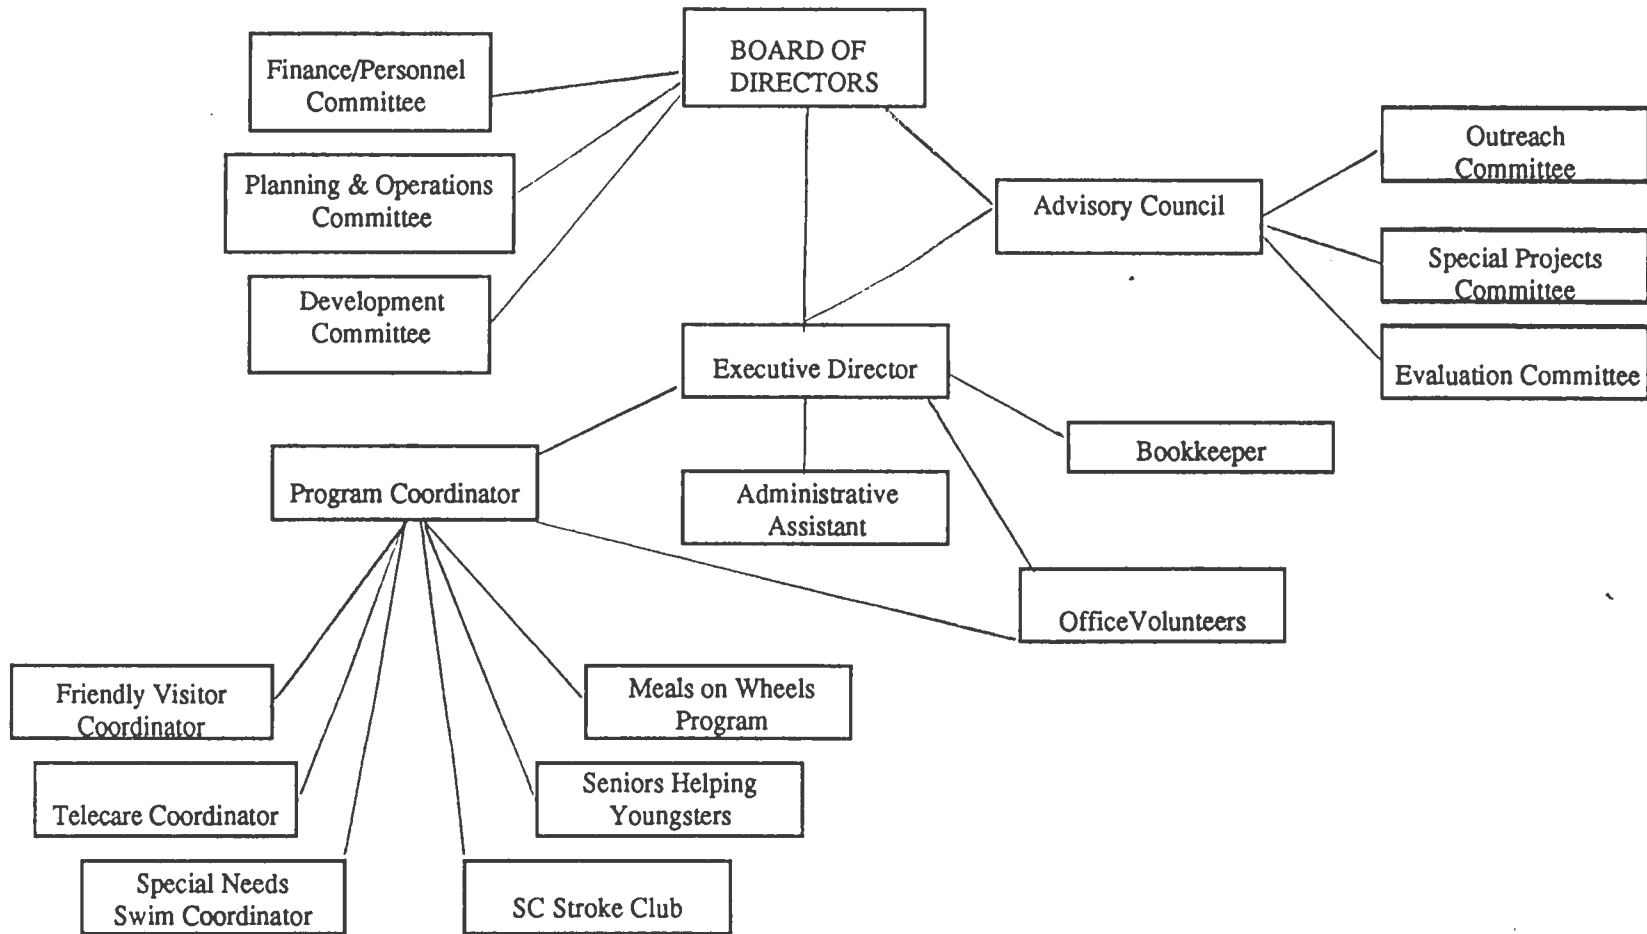 BOARD OF
DIRECTORS
Finance/Personnel
Committee
Planning & Operations
Committee
Development
Committee
Advisory Council
Outreach
Committee
Special Projects
Committee
Evaluation Committee
Executive Director
Bookkeeper
Program Coordinator
Administrative
Assistant
OfficeVolunteers
Friendly Visitor
Coordinator
Meals on Wheels
Program
Telecare Coordinator
Seniors Helping
Youngsters
Special Needs
Swim Coordinator
SC Stroke Club